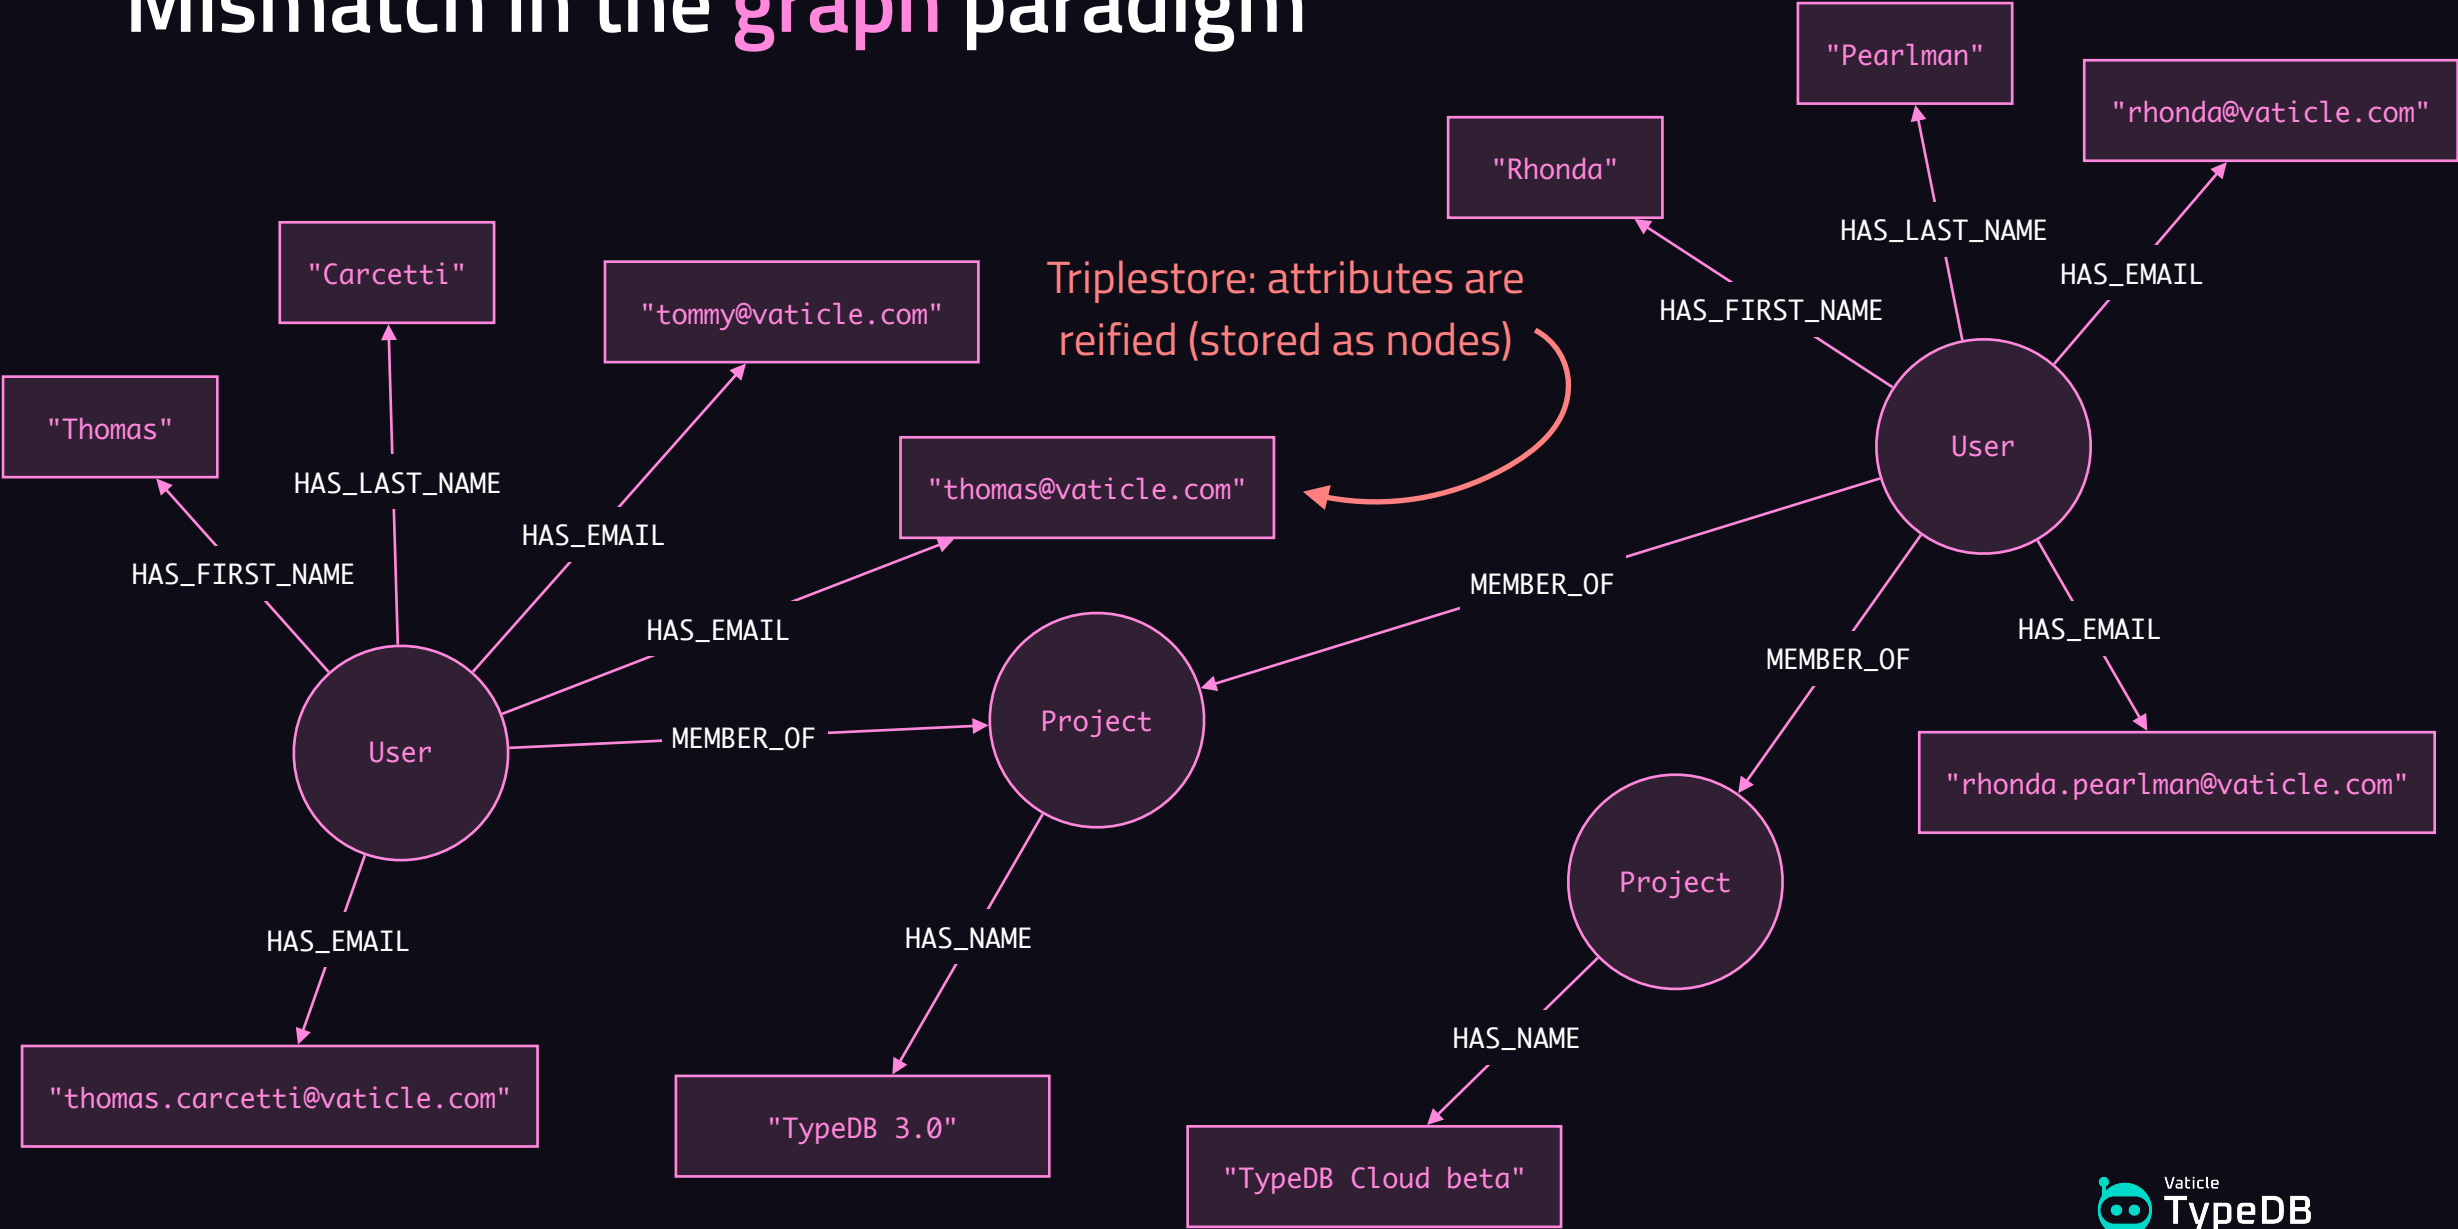 Mismatch in the graph paradigm
"Pearlman"
"rhonda@vaticle.com"
"Rhonda"
HAS_LAST_NAME
"Carcetti"
"tommy@vaticle.com"
Triplestore: attributes are
reified (stored as nodes)
HAS_EMAIL
HAS_FIRST_NAME
"Thomas"
User
HAS_LAST_NAME
"thomas@vaticle.com"
HAS_EMAIL
HAS_FIRST_NAME
MEMBER_OF
HAS_EMAIL
HAS_EMAIL
MEMBER_OF
User
MEMBER_OF
Project
"rhonda.pearlman@vaticle.com"
Project
HAS_EMAIL
HAS_NAME
HAS_NAME
"thomas.carcetti@vaticle.com"
"TypeDB 3.0"
"TypeDB Cloud beta"
Vaticle
TypeDB